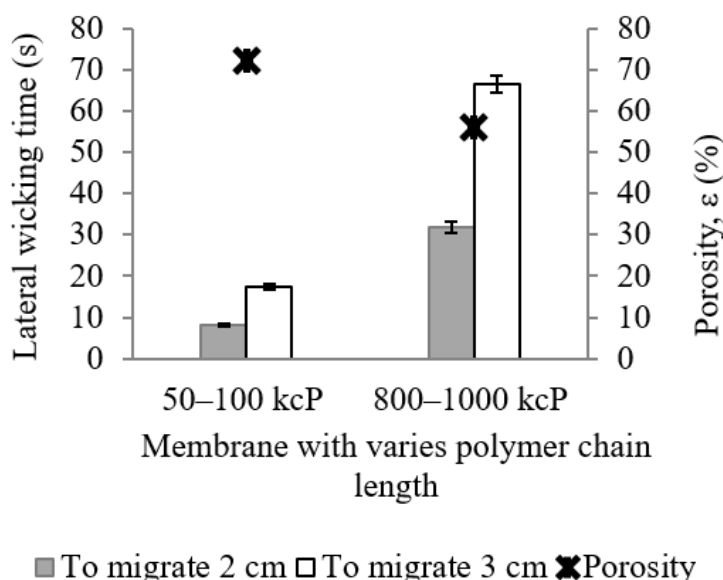 Lateral wicking time (s)
80
70
60
50
40
30
20
10
0
80
70
60
50
40
30
20
10
0
Porosity, ε (%)
50–100 kcP
800–1000 kcP
Membrane with varies polymer chain
length
To migrate 2 cm
To migrate 3 cm
Porosity